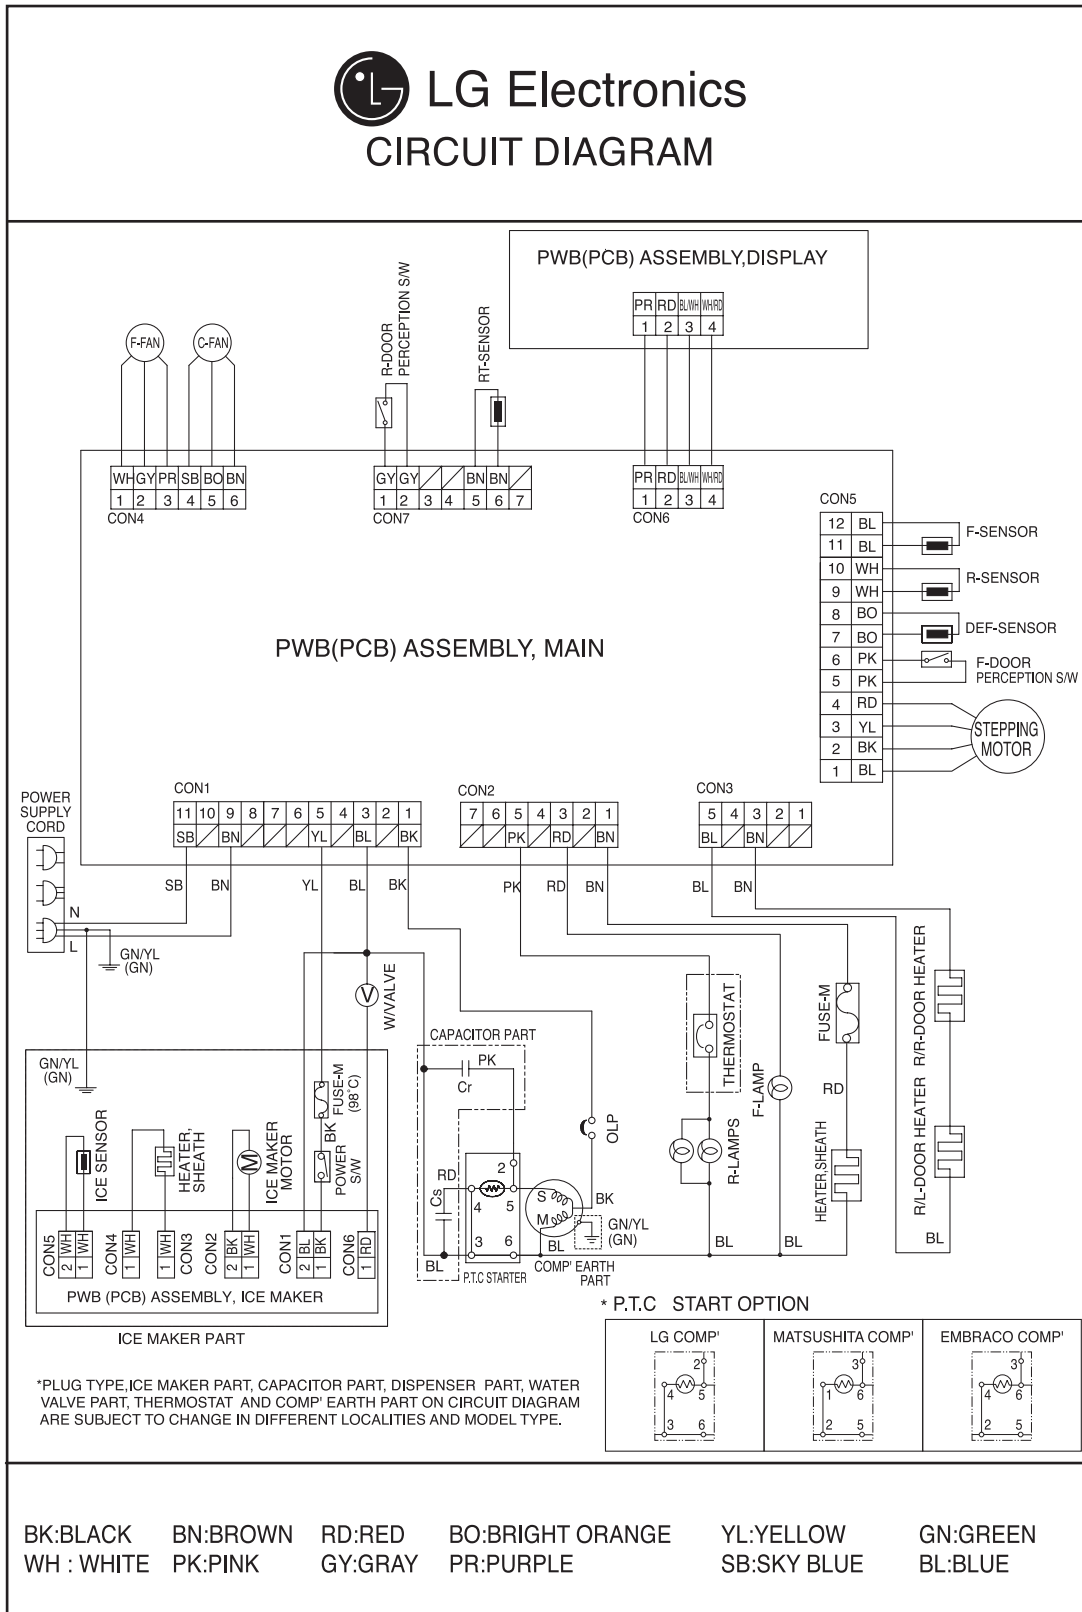 LG Electronics
CIRCUIT DIAGRAM
PWB(PCB) ASSEMBLY,DISPLAY
PR RD BL/WH WH/RD
1 2 3 4
F-FAN
C-FAN
R-DOOR
PERCEPTION S/W
RT-SENSOR
WH GY PR SB BO BN
1 2 3 4 5 6
CON4
GY GY BN BN
1 2 3 4 5 6 7
CON7
PR RD BL/WH WH/RD
1 2 3 4
CON6
CON5
12 BL
11 BL
10 WH
9 WH
8 BO
7 BO
6 PK
5 PK
4 RD
3 YL
2 BK
1 BL
F-SENSOR
R-SENSOR
DEF-SENSOR
F-DOOR
PERCEPTION S/W
STEPPING
MOTOR
PWB(PCB) ASSEMBLY, MAIN
CON1
11 10 9 8 7 6 5 4 3 2 1
SB BN YL BL BK
CON2
7 6 5 4 3 2 1
PK RD BN
CON3
5 4 3 2 1
BL BN
POWER
SUPPLY
CORD
N
L
SB BN YL BL BK PK RD BN BL BN
GN/YL
(GN)
W/VALVE
V
CAPACITOR PART
PK
Cr
THERMOSTAT
F-LAMP
FUSE-M
RD
HEATER,SHEATH
R/R-DOOR HEATER
R/L-DOOR HEATER
BL
GN/YL
(GN)
ICE SENSOR
HEATER,
SHEATH
M
ICE MAKER
MOTOR
FUSE-M
(98°C)
BK
POWER
S/W
OLP
R-LAMPS
RD
Cs
2
4 5
3 6
S
M
BK
GN/YL
(GN)
BL
BL
BL
BL
P.T.C STARTER
COMP' EARTH
PART
CON5
2 WH
1 WH
CON4
1 WH
1 WH
CON3
CON2
2 BK
1 WH
CON1
2 BL
1 BK
CON6
1 RD
PWB (PCB) ASSEMBLY, ICE MAKER
ICE MAKER PART
* P.T.C START OPTION
LG COMP'
2
4 5
3 6
MATSUSHITA COMP'
3
1 6
2 5
EMBRACO COMP'
3
4 6
2 5
*PLUG TYPE,ICE MAKER PART, CAPACITOR PART, DISPENSER PART, WATER
VALVE PART, THERMOSTAT AND COMP' EARTH PART ON CIRCUIT DIAGRAM
ARE SUBJECT TO CHANGE IN DIFFERENT LOCALITIES AND MODEL TYPE.
BK:BLACK BN:BROWN RD:RED BO:BRIGHT ORANGE YL:YELLOW GN:GREEN
WH : WHITE PK:PINK GY:GRAY PR:PURPLE SB:SKY BLUE BL:BLUE